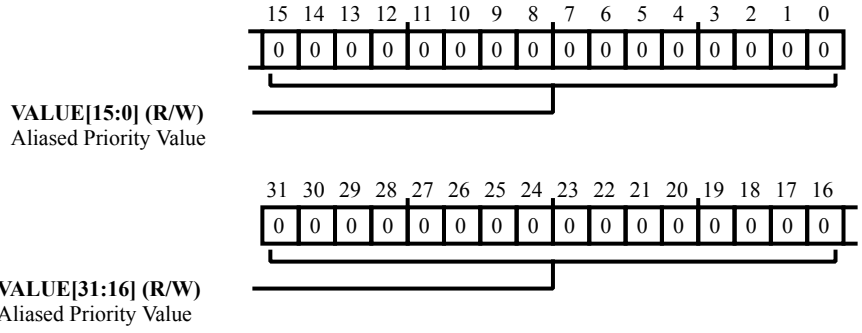 15 14 13 12 11 10 9 8 7 6 5 4 3 2 1 0
0 0 0 0 0 0 0 0 0 0 0 0 0 0 0 0
VALUE[15:0] (R/W)
Aliased Priority Value
31 30 29 28 27 26 25 24 23 22 21 20 19 18 17 16
0 0 0 0 0 0 0 0 0 0 0 0 0 0 0 0
VALUE[31:16] (R/W)
Aliased Priority Value